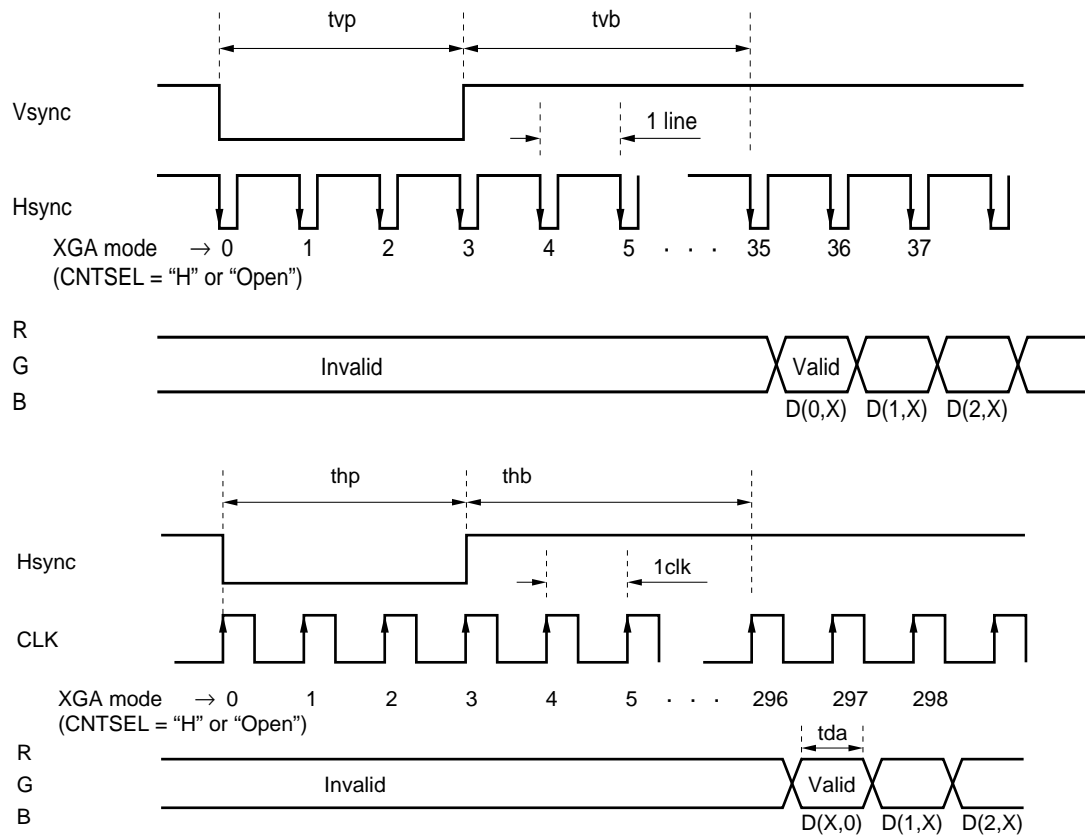 tvp tvb
Vsync
1 line
Hsync
XGA mode → 0 1 2 3 4 5 · · · 35 36 37
(CNTSEL = “H” or “Open”)
R
G Invalid Valid
B
D(0,X) D(1,X) D(2,X)
thp thb
Hsync
1clk
CLK
XGA mode → 0 1 2 3 4 5 · · · 296 297 298
(CNTSEL = “H” or “Open”)
tda
R
G Invalid Valid
B
D(X,0) D(1,X) D(2,X)